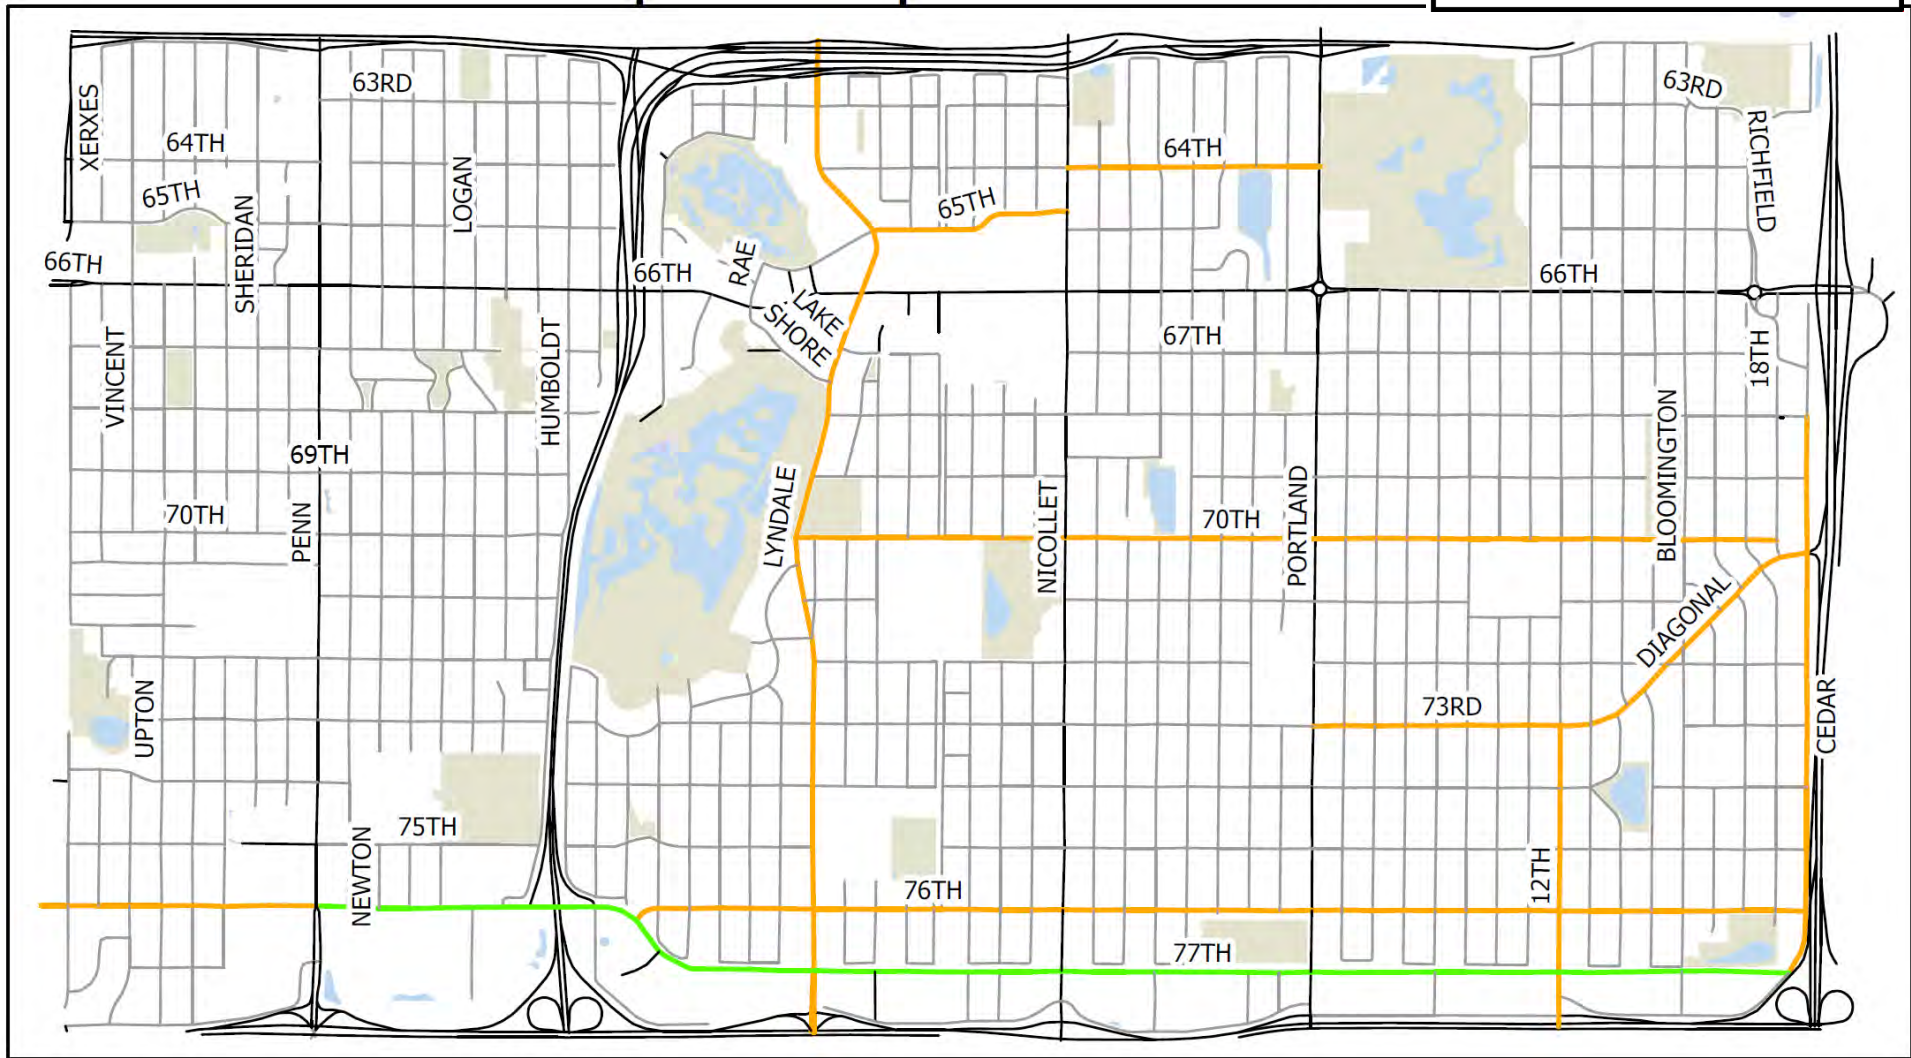 63RD
63RD
XERXES
64TH
64TH
RICHFIELD
65TH
LOGAN
65TH
SHERIDAN
66TH
66TH
RAE
66TH
LAKE
SHORE
67TH
18TH
VINCENT
HUMBOLDT
BLOOMINGTON
69TH
70TH
PENN
LYNDALE
NICOLLET
70TH
PORTLAND
DIAGONAL
UPTON
73RD
CEDAR
75TH
NEWTON
76TH
12TH
77TH